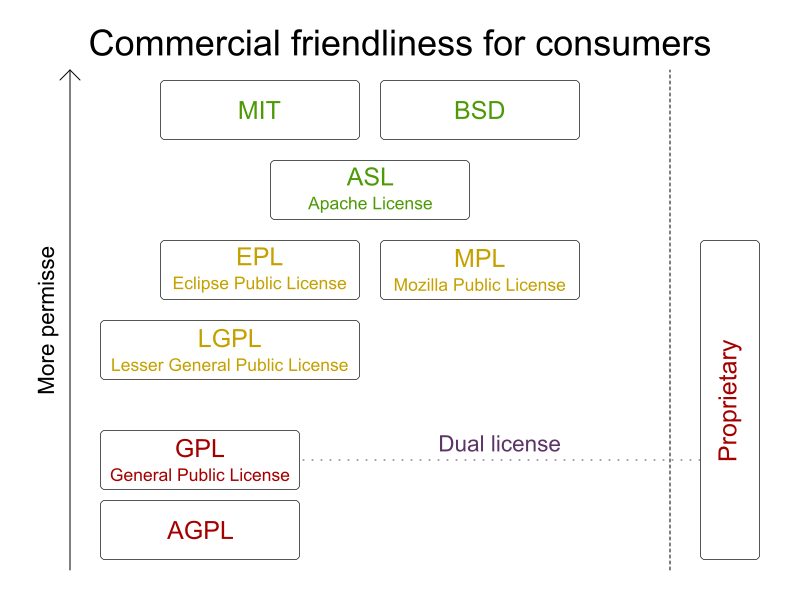 Commercial friendliness for consumers
More permisse
MIT
BSD
ASL
Apache License
EPL
Eclipse Public License
MPL
Mozilla Public License
LGPL
Lesser General Public License
GPL
General Public License
Dual license
AGPL
Proprietary